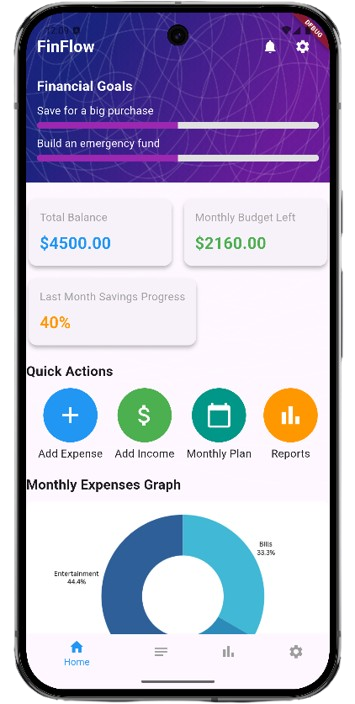 DEBUG
FinFlow
Financial Goals
Save for a big purchase
Build an emergency fund
Total Balance
$4500.00
Monthly Budget Left
$2160.00
Last Month Savings Progress
40%
Quick Actions
Add Expense
Add Income
Monthly Plan
Reports
Monthly Expenses Graph
Bills
33.3%
Entertainment
44.4%
Home